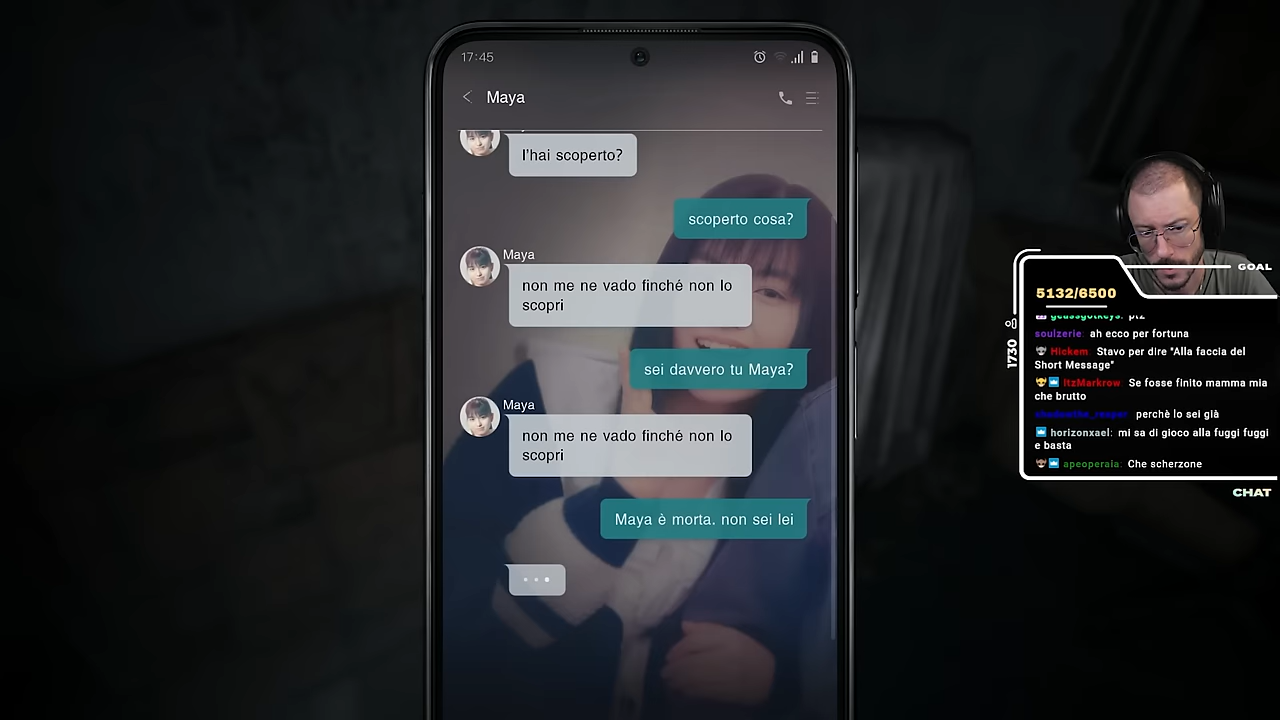 17:45
Maya
l'hai scoperto?
scoperto cosa?
Maya
non me ne vado finché non lo
scopri
sei davvero tu Maya?
Maya
non me ne vado finché non lo
scopri
Maya è morta. non sei lei
GOAL
5132/6500
1730
soulzerie: ah ecco per fortuna
Hickem Stavo per dire "Alla faccia del
Short Message"
ItzMarkrow Se fosse finito mamma mia
che brutto
perchè lo sei già
horizonxael: mi sa di gioco alla fuggi fuggi
e basta
apeoperaia: Che scherzone
CHAT